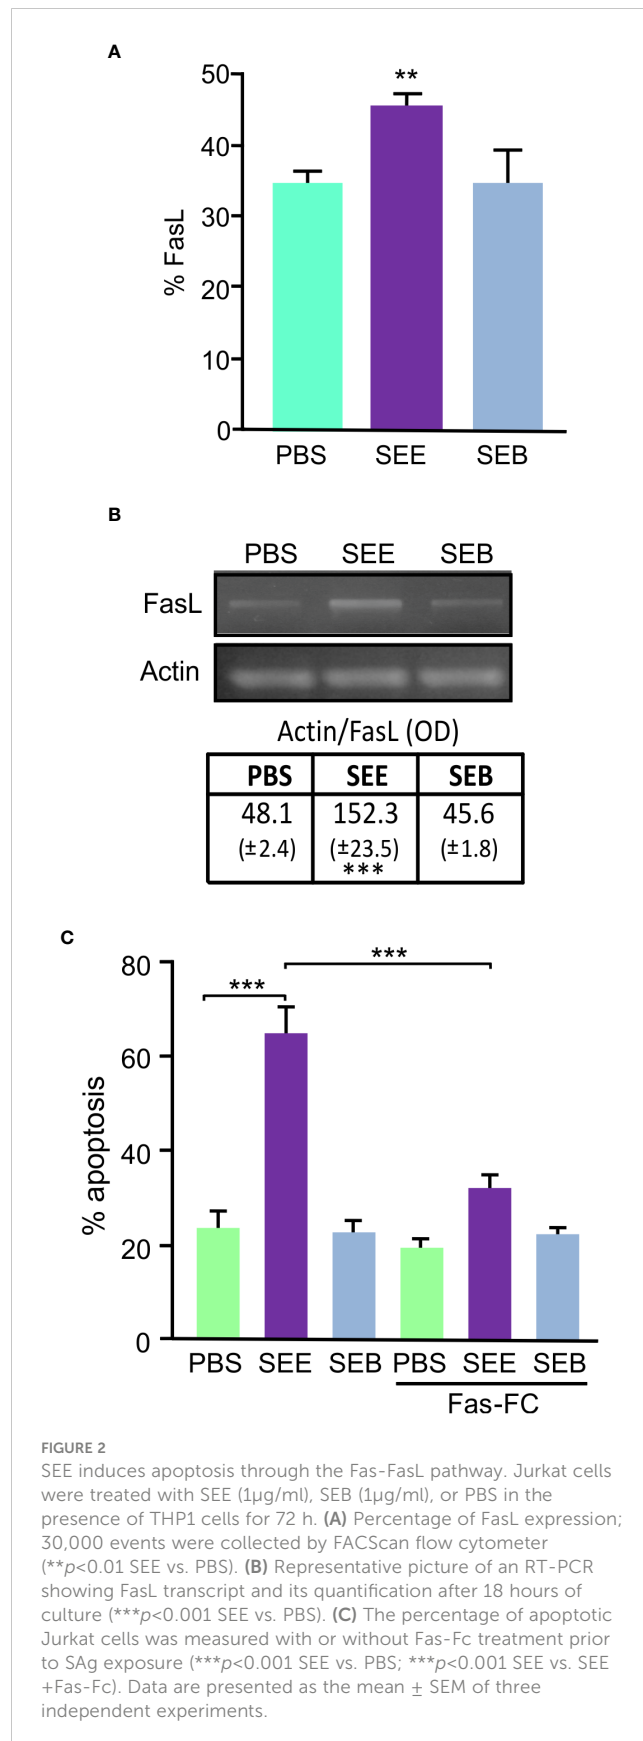 A
**
50
40
30
20
10
0
% FasL
PBS SEE SEB
B
PBS SEE SEB
FasL
Actin
Actin/FasL (OD)
PBS SEE SEB
48.1 152.3 45.6
(±2.4) (±23.5) (±1.8)
***
C
***
***
80
60
40
20
0
% apoptosis
PBS SEE SEB PBS SEE SEB
Fas-FC
FIGURE 2
SEE induces apoptosis through the Fas-FasL pathway. Jurkat cells
were treated with SEE (1µg/ml), SEB (1µg/ml), or PBS in the
presence of THP1 cells for 72 h. (A) Percentage of FasL expression;
30,000 events were collected by FACScan flow cytometer
(**p<0.01 SEE vs. PBS). (B) Representative picture of an RT-PCR
showing FasL transcript and its quantification after 18 hours of
culture (***p<0.001 SEE vs. PBS). (C) The percentage of apoptotic
Jurkat cells was measured with or without Fas-Fc treatment prior
to SAg exposure (***p<0.001 SEE vs. PBS; ***p<0.001 SEE vs. SEE
+Fas-Fc). Data are presented as the mean ± SEM of three
independent experiments.